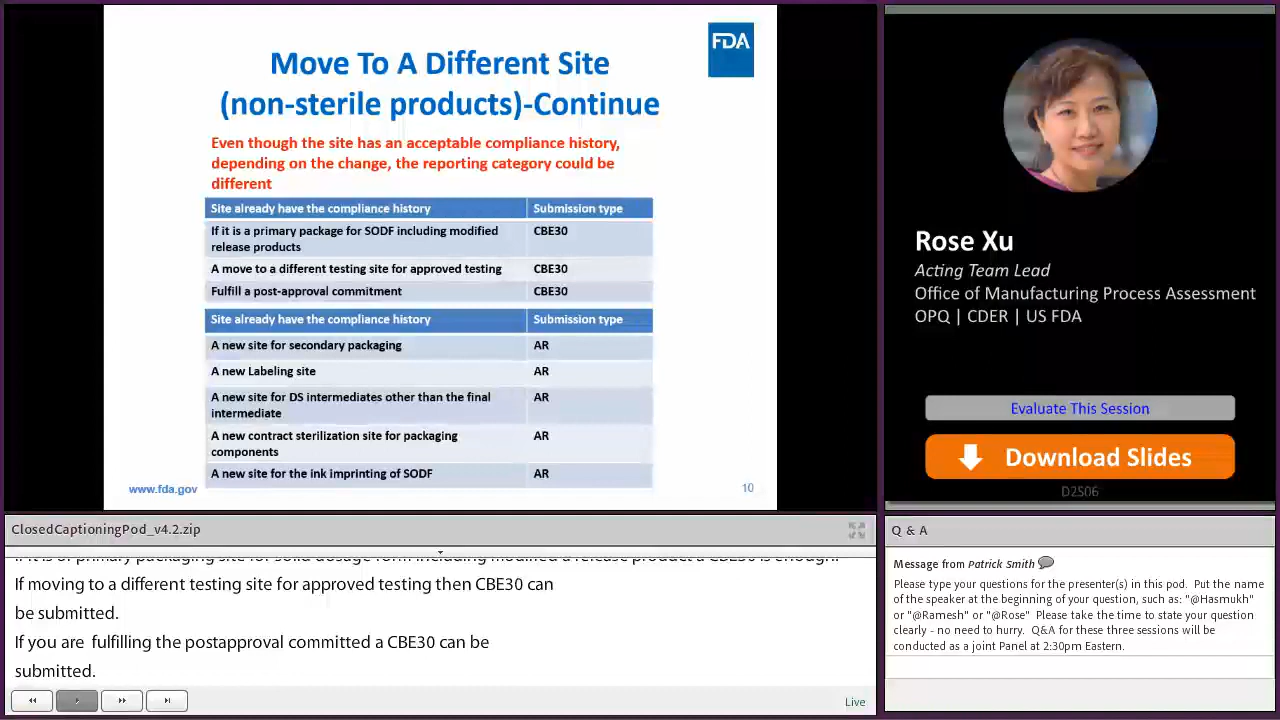 FDA
Move To A Different Site
(non-sterile products)-Continue
Even though the site has an acceptable compliance history,
depending on the change, the reporting category could be
different
Site already have the compliance history Submission type
If it is a primary package for SODF including modified
release products CBE30
A move to a different testing site for approved testing CBE30
Fulfill a post-approval commitment CBE30
Site already have the compliance history Submission type
A new site for secondary packaging AR
A new Labeling site AR
A new site for DS intermediates other than the final
intermediate AR
A new contract sterilization site for packaging
components AR
A new site for the ink imprinting of SODF AR
www.fda.gov 10
Rose Xu
Acting Team Lead
Office of Manufacturing Process Assessment
OPQ | CDER | US FDA
Evaluate This Session
Download Slides
D2S06
ClosedCaptioningPod_v4.2.zip
If moving to a different testing site for approved testing then CBE30 can
be submitted.
If you are fulfilling the postapproval committed a CBE30 can be
submitted.
Live
Q & A
Message from Patrick Smith
Please type your questions for the presenter(s) in this pod. Put the name
of the speaker at the beginning of your question, such as: "@Hasmukh"
or "@Ramesh" or "@Rose" Please take the time to state your question
clearly - no need to hurry. Q&A for these three sessions will be
conducted as a joint Panel at 2:30pm Eastern.